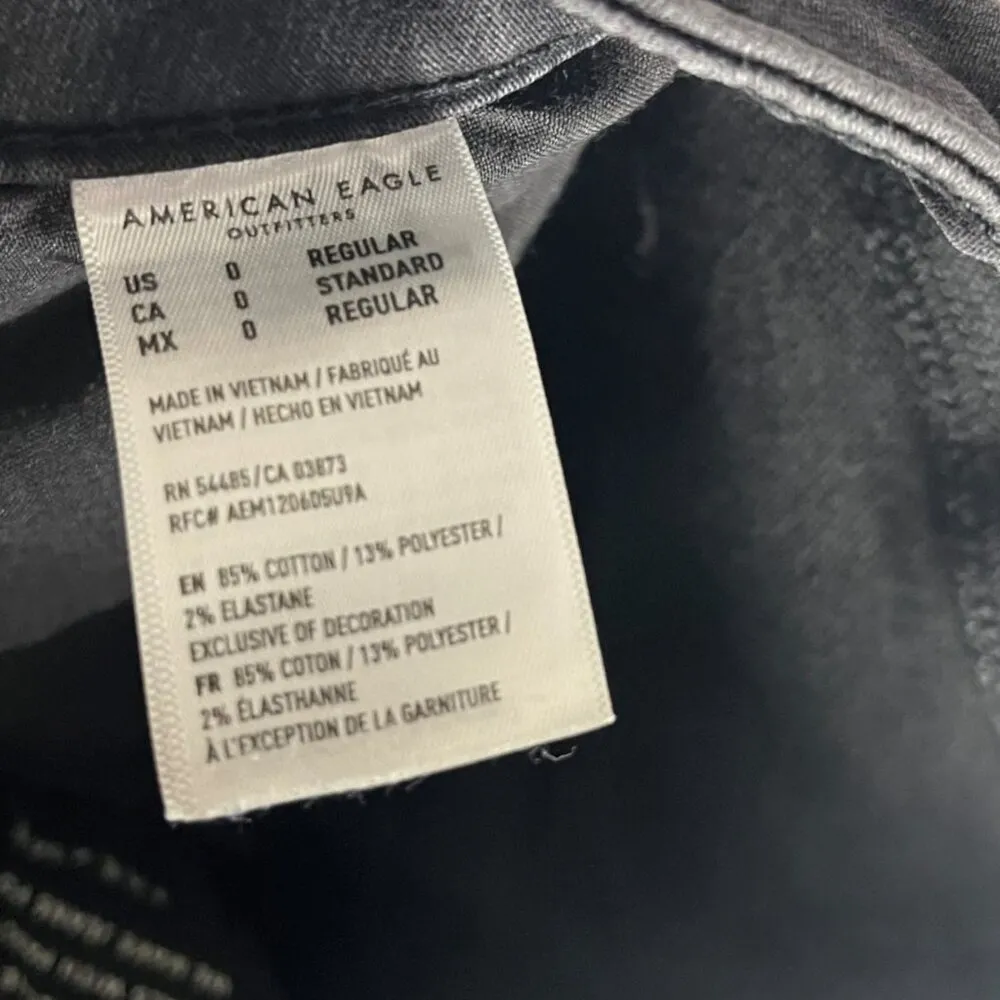 AMERICAN EAGLE
OUTFITTERS
US 0 REGULAR
CA 0 STANDARD
MX 0 REGULAR
MADE IN VIETNAM / FABRIQUÉ AU
VIETNAM / HECHO EN VIETNAM
RN 54485/CA 03873
RFC# AEM120605U9A
EN 85% COTTON / 13% POLYESTER /
2% ELASTANE
EXCLUSIVE OF DECORATION
FR 85% COTON / 13% POLYESTER /
2% ÉLASTHANNE
À L'EXCEPTION DE LA GARNITURE